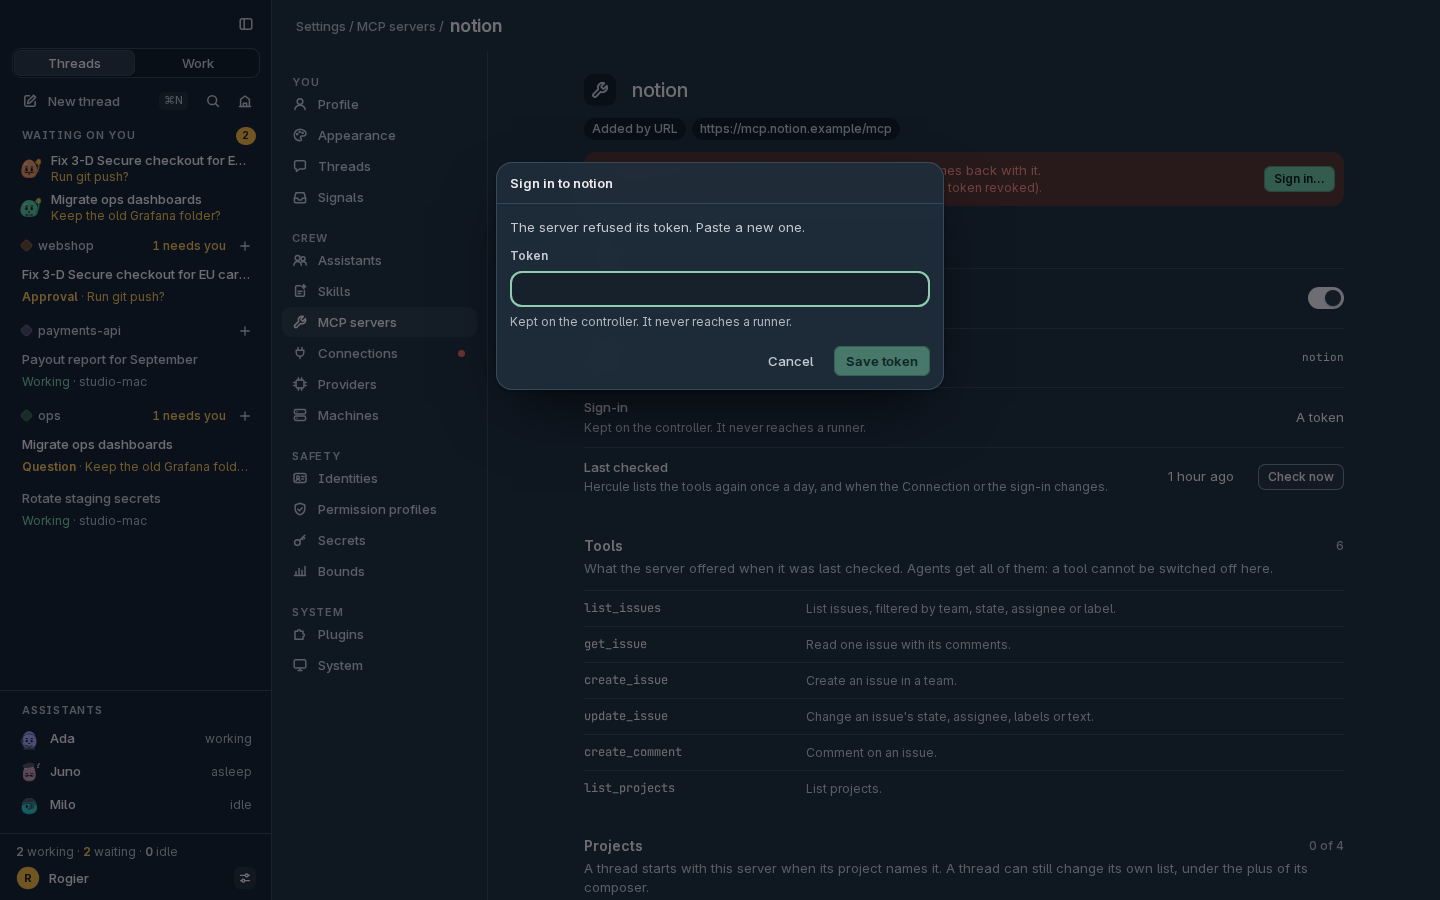 Settings / MCP servers / notion
Threads
Work
New thread
⌘N
WAITING ON YOU
2
Fix 3-D Secure checkout for E…
Run git push?
Migrate ops dashboards
Keep the old Grafana folder?
webshop
1 needs you
Fix 3-D Secure checkout for EU car…
Approval · Run git push?
payments-api
Payout report for September
Working · studio-mac
ops
1 needs you
Migrate ops dashboards
Question · Keep the old Grafana fold…
Rotate staging secrets
Working · studio-mac
ASSISTANTS
Ada
working
Juno
asleep
Milo
idle
2 working · 2 waiting · 0 idle
R
Rogier
YOU
Profile
Appearance
Threads
Signals
CREW
Assistants
Skills
MCP servers
Connections
Providers
Machines
SAFETY
Identities
Permission profiles
Secrets
Bounds
SYSTEM
Plugins
System
notion
Added by URL
https://mcp.notion.example/mcp
mes back with it.
token revoked).
Sign in…
Sign in to notion
The server refused its token. Paste a new one.
Token
Kept on the controller. It never reaches a runner.
Cancel
Save token
notion
Sign-in
Kept on the controller. It never reaches a runner.
A token
Last checked
Hercule lists the tools again once a day, and when the Connection or the sign-in changes.
1 hour ago
Check now
Tools
6
What the server offered when it was last checked. Agents get all of them: a tool cannot be switched off here.
list_issues
List issues, filtered by team, state, assignee or label.
get_issue
Read one issue with its comments.
create_issue
Create an issue in a team.
update_issue
Change an issue's state, assignee, labels or text.
create_comment
Comment on an issue.
list_projects
List projects.
Projects
0 of 4
A thread starts with this server when its project names it. A thread can still change its own list, under the plus of its
composer.